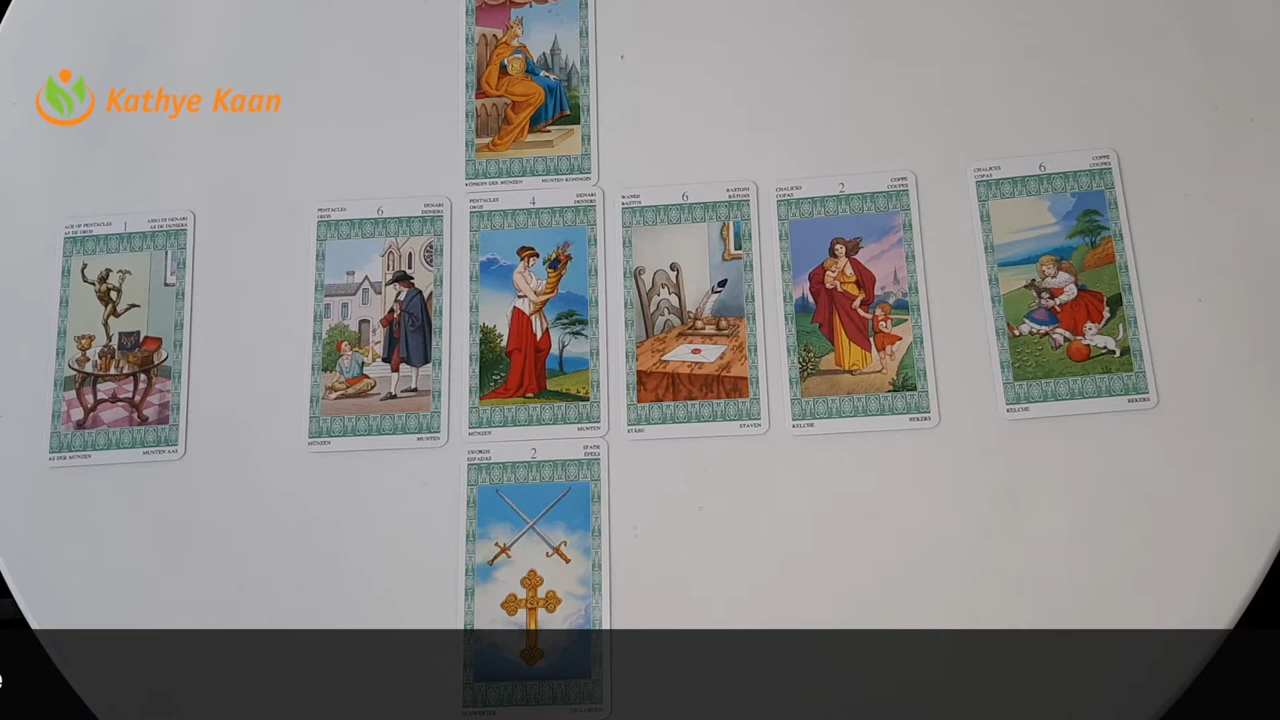 Kathye Kaan
KÖNIGIN DER MÜNZEN
MUNTEN KONINGIN
ACE OF PENTACLES
AS DE OROS
1
ASSO DI DENARI
AS DE DENIERS
AS DER MÜNZEN
MUNTEN AAS
PENTACLES
OROS
6
DENARI
DENIERS
MÜNZEN
MUNTEN
PENTACLES
OROS
4
DENARI
DENIERS
MÜNZEN
MUNTEN
WANDS
BASTOS
6
BASTONI
BÂTONS
STÄBE
STAVEN
CHALICES
COPAS
2
COPPE
COUPES
KELCHE
BEKERS
CHALICES
COPAS
6
COPPE
COUPES
KELCHE
BEKERS
SWORDS
ESPADAS
2
SPADE
ÉPÉES
SCHWERTER
e